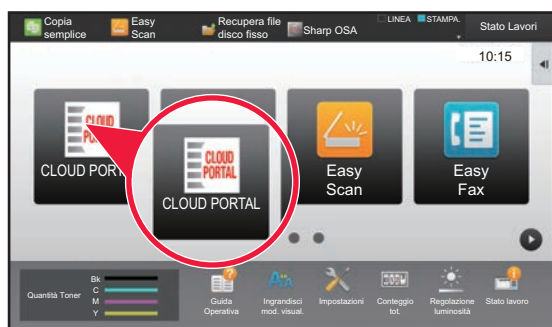 Copia
semplice
Easy
Scan
Recupera file
disco fisso
Sharp OSA
LINEA
STAMPA.
Stato Lavori
10:15
CLOUD
CLOUD PORT
CLOUD
PORTAL
CLOUD PORTAL
Easy
Scan
Easy
Fax
Quantità Toner
Bk
C
M
Y
Guida
Operativa
Ingrandisci
mod. visual.
Impostazioni
Conteggio
tot.
Regolazione
luminosità
Stato lavoro